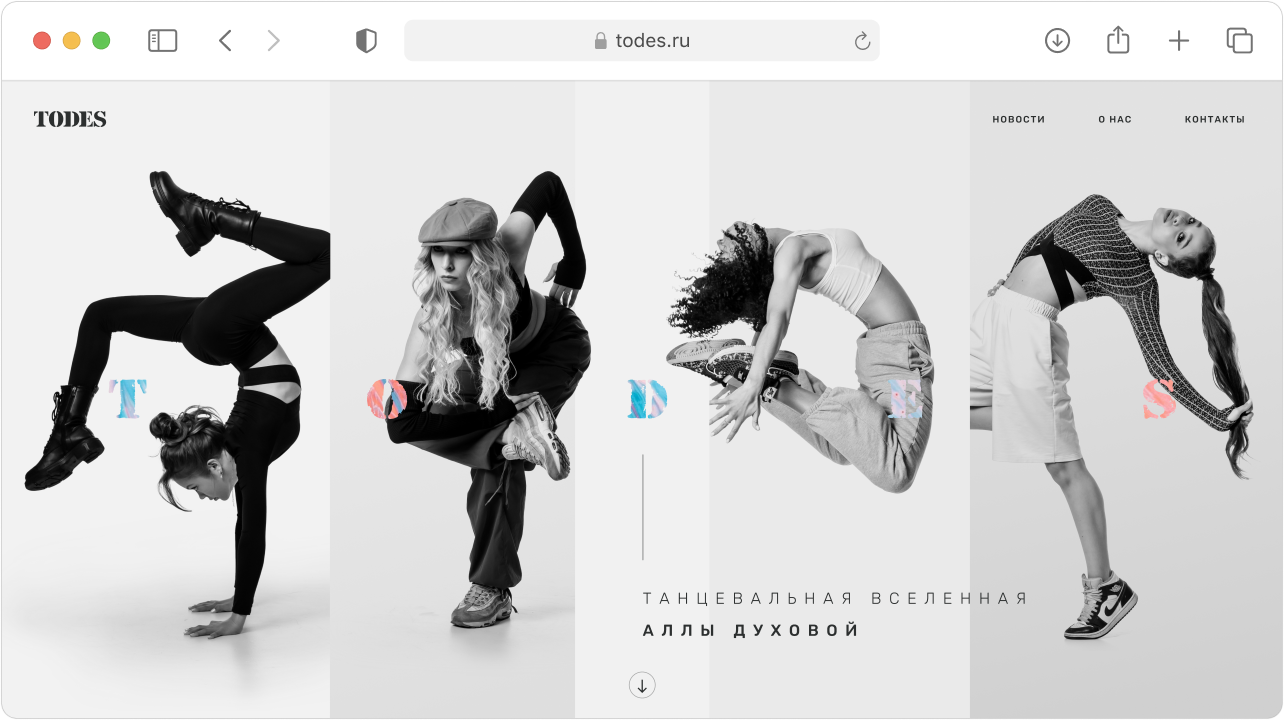 todes.ru
TODES
НОВОСТИ О НАС КОНТАКТЫ
T O D E S
ТАНЦЕВАЛЬНАЯ ВСЕЛЕННАЯ
АЛЛЫ ДУХОВОЙ